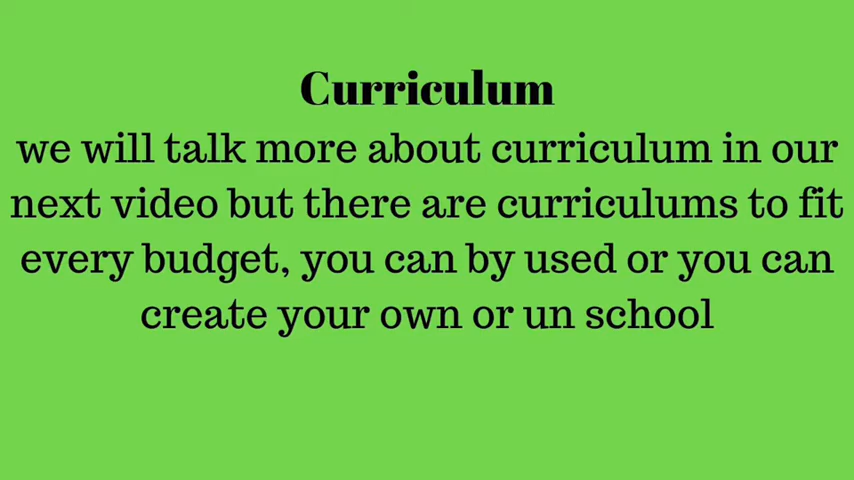 Curriculum
we will talk more about curriculum in our
next video but there are curriculums to fit
every budget, you can by used or you can
create your own or un school